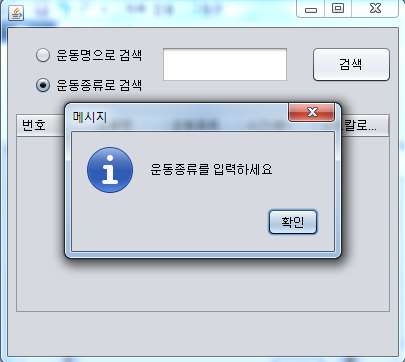 운동명으로 검색
검색
운동종류로 검색
메시지
번호
칼로...
운동종류를 입력하세요
확인